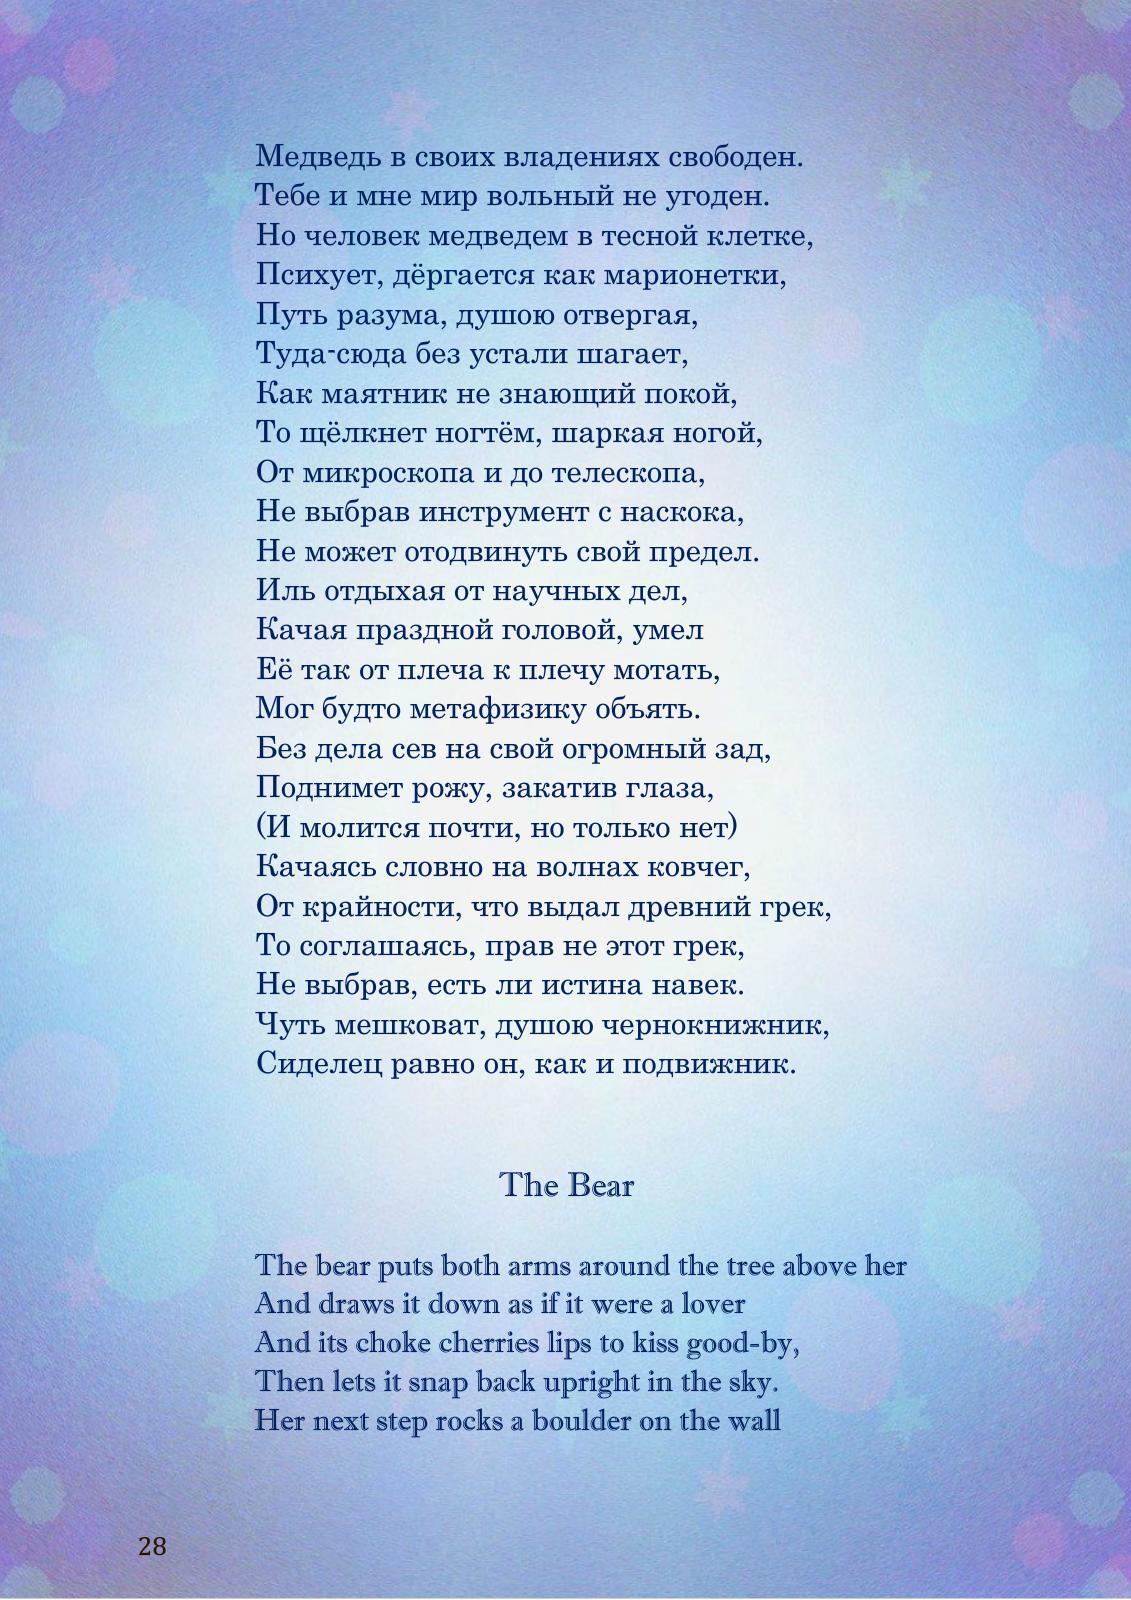 Медведь в своих владениях свободен.
Тебе и мне мир вольный не угоден.
Но человек медведем в тесной клетке,
Психует, дёргается как марионетки,
Путь разума, душою отвергая,
Туда-сюда без устали шагает,
Как маятник не знающий покой,
То щёлкнет ногтём, шаркая ногой,
От микроскопа и до телескопа,
Не выбрав инструмент с наскока,
Не может отодвинуть свой предел.
Иль отдыхая от научных дел,
Качая праздной головой, умел
Её так от плеча к плечу мотать,
Мог будто метафизику объять.
Без дела сев на свой огромный зад,
Поднимет рожу, закатив глаза,
(И молится почти, но только нет)
Качаясь словно на волнах ковчег,
От крайности, что выдал древний грек,
То соглашаясь, прав не этот грек,
Не выбрав, есть ли истина навек.
Чуть мешковат, душою чернокнижник,
Сиделец равно он, как и подвижник.
The Bear
The bear puts both arms around the tree above her
And draws it down as if it were a lover
And its choke cherries lips to kiss good-by,
Then lets it snap back upright in the sky.
Her next step rocks a boulder on the wall
28